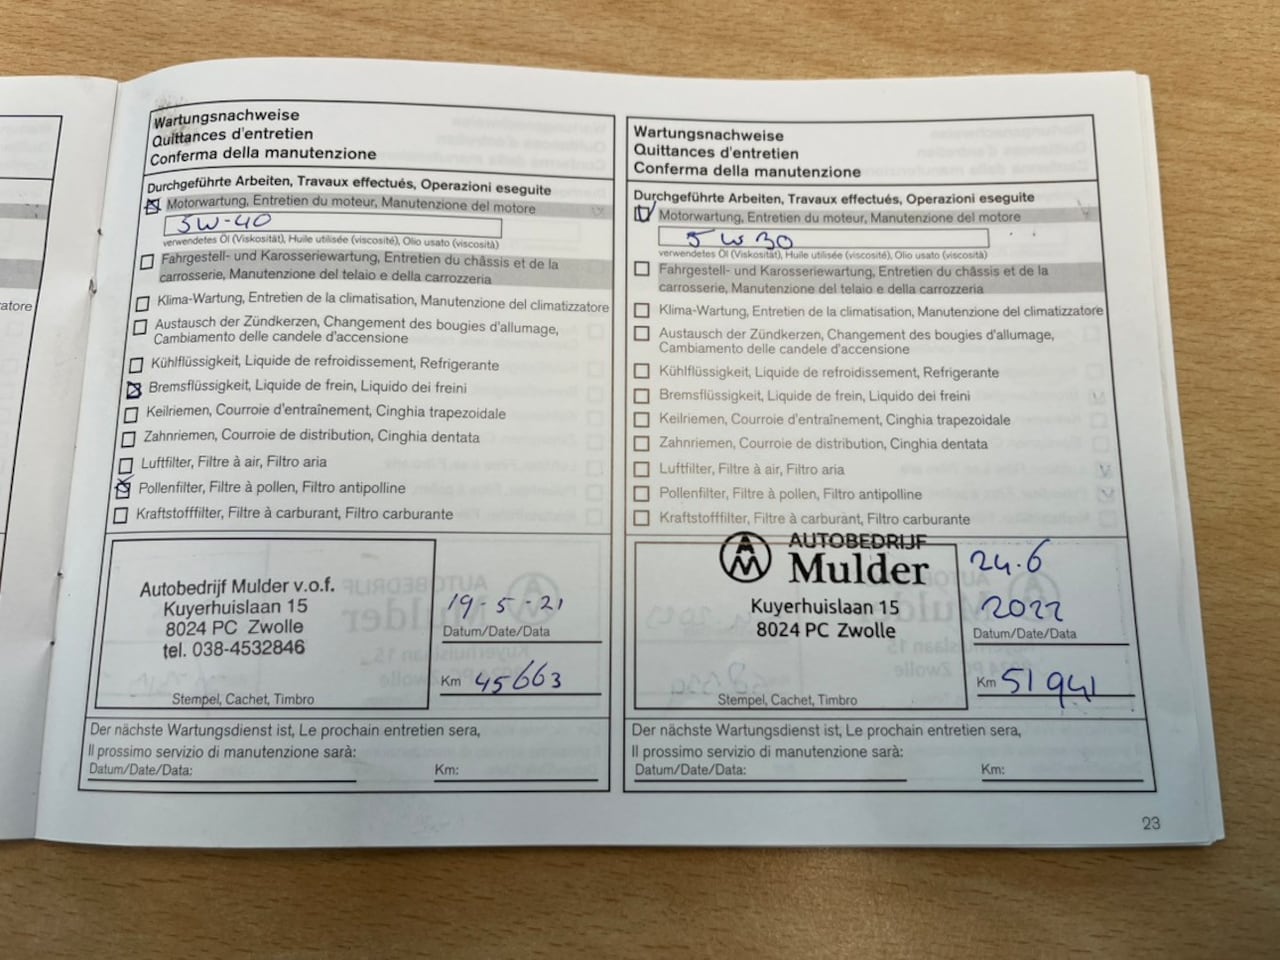 Wartungsnachweise
Quittances d'entretien
Conferma della manutenzione
Durchgeführte Arbeiten, Travaux effectués, Operazioni eseguite
Motorwartung, Entretien du moteur, Manutenzione del motore
5W-40
verwendetes Öl (Viskosität), Huile utilisée (viscosité), Olio usato (viscosità)
Fahrgestell- und Karosseriewartung, Entretien du châssis et de la
carrosserie, Manutenzione del telaio e della carrozzeria
Klima-Wartung, Entretien de la climatisation, Manutenzione del climatizzatore
Austausch der Zündkerzen, Changement des bougies d'allumage,
Cambiamento delle candele d'accensione
Kühlflüssigkeit, Liquide de refroidissement, Refrigerante
Bremsflüssigkeit, Liquide de frein, Liquido dei freini
Keilriemen, Courroie d'entraînement, Cinghia trapezoidale
Zahnriemen, Courroie de distribution, Cinghia dentata
Luftfilter, Filtre à air, Filtro aria
Pollenfilter, Filtre à pollen, Filtro antipolline
Kraftstofffilter, Filtre à carburant, Filtro carburante
Autobedrijf Mulder v.o.f.
Kuyerhuislaan 15
8024 PC Zwolle
tel. 038-4532846
Stempel, Cachet, Timbro
19-5-21
Datum/Date/Data
Km 45663
Der nächste Wartungsdienst ist, Le prochain entretien sera,
Il prossimo servizio di manutenzione sarà:
Datum/Date/Data:
Km:
Wartungsnachweise
Quittances d'entretien
Conferma della manutenzione
Durchgeführte Arbeiten, Travaux effectués, Operazioni eseguite
Motorwartung, Entretien du moteur, Manutenzione del motore
5W30
verwendetes Öl (Viskosität), Huile utilisée (viscosité), Olio usato (viscosità)
Fahrgestell- und Karosseriewartung, Entretien du châssis et de la
carrosserie, Manutenzione del telaio e della carrozzeria
Klima-Wartung, Entretien de la climatisation, Manutenzione del climatizzatore
Austausch der Zündkerzen, Changement des bougies d'allumage,
Cambiamento delle candele d'accensione
Kühlflüssigkeit, Liquide de refroidissement, Refrigerante
Bremsflüssigkeit, Liquide de frein, Liquido dei freini
Keilriemen, Courroie d'entraînement, Cinghia trapezoidale
Zahnriemen, Courroie de distribution, Cinghia dentata
Luftfilter, Filtre à air, Filtro aria
Pollenfilter, Filtre à pollen, Filtro antipolline
Kraftstofffilter, Filtre à carburant, Filtro carburante
AUTOBEDRIJF
Mulder
Kuyerhuislaan 15
8024 PC Zwolle
Stempel, Cachet, Timbro
24.6
2022
Datum/Date/Data
Km 51941
Der nächste Wartungsdienst ist, Le prochain entretien sera,
Il prossimo servizio di manutenzione sarà:
Datum/Date/Data:
Km:
23